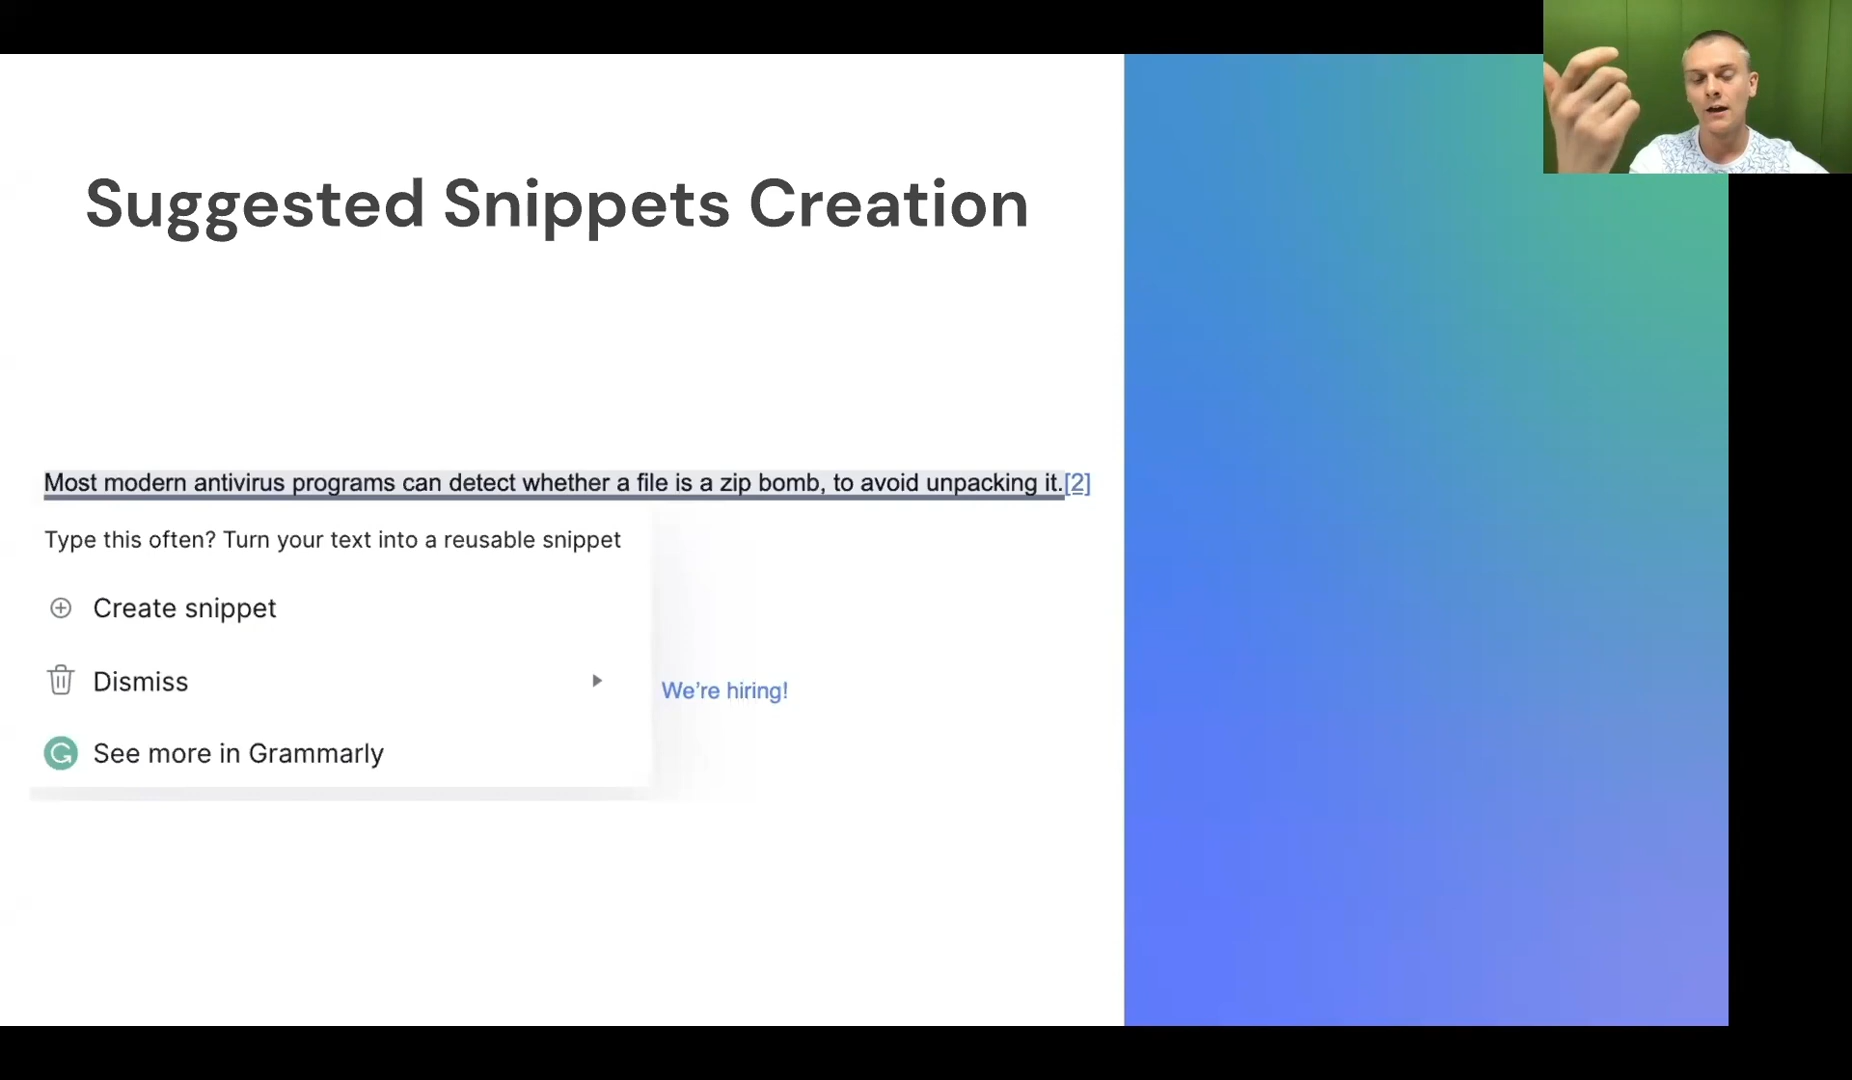 Suggested Snippets Creation
Most modern antivirus programs can detect whether a file is a zip bomb, to avoid unpacking it.[2]
Type this often? Turn your text into a reusable snippet
Create snippet
Dismiss
We’re hiring!
See more in Grammarly